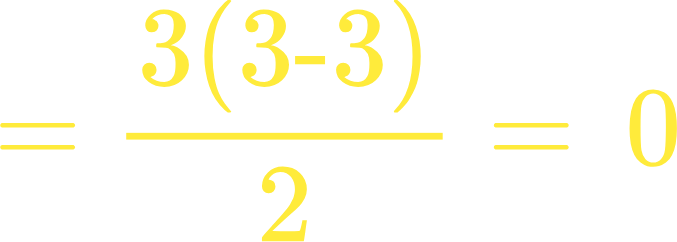 = 3(3-3)/2 = 0